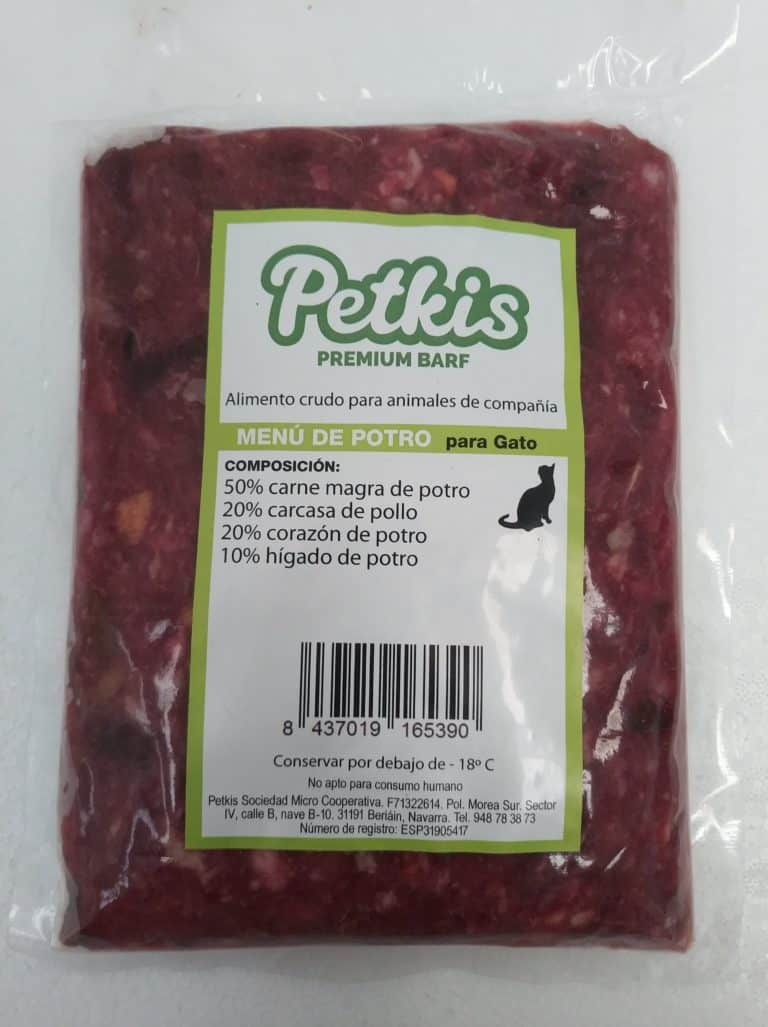 Petkis
PREMIUM BARF
Alimento crudo para animales de compañía
MENÚ DE POTRO para Gato
COMPOSICIÓN:
50% carne magra de potro
20% carcasa de pollo
20% corazón de potro
10% hígado de potro
8 437019 165390
Conservar por debajo de - 18º C
No apto para consumo humano
Petkis Sociedad Micro Cooperativa. F71322614. Pol. Morea Sur. Sector
IV, calle B, nave B-10. 31191 Beriáin, Navarra. Tel. 948 78 38 73
Número de registro: ESP31905417